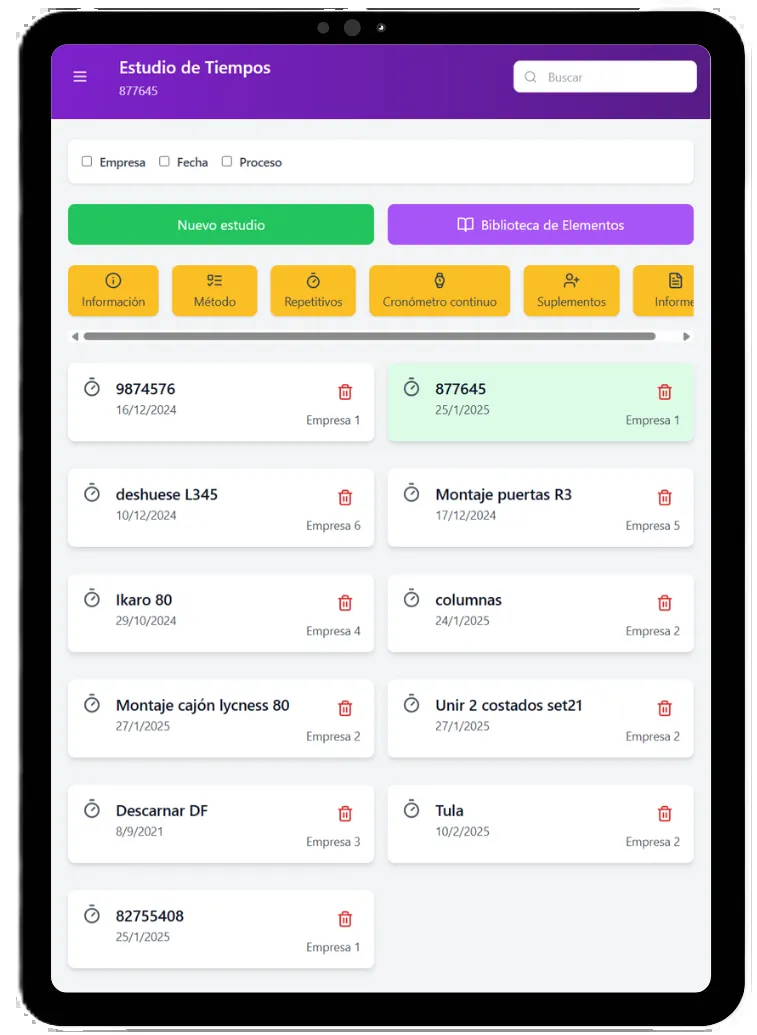 Estudio de Tiempos
877645
Buscar
Empresa Fecha Proceso
Nuevo estudio
Biblioteca de Elementos
Información
Método
Repetitivos
Cronómetro continuo
Suplementos
Informe
9874576
16/12/2024
Empresa 1
877645
25/1/2025
Empresa 1
deshuese L345
10/12/2024
Empresa 6
Montaje puertas R3
17/12/2024
Empresa 5
Ikaro 80
29/10/2024
Empresa 4
columnas
24/1/2025
Empresa 2
Montaje cajón lycness 80
27/1/2025
Empresa 2
Unir 2 costados set21
27/1/2025
Empresa 2
Descarnar DF
8/9/2021
Empresa 3
Tula
10/2/2025
Empresa 2
82755408
25/1/2025
Empresa 1